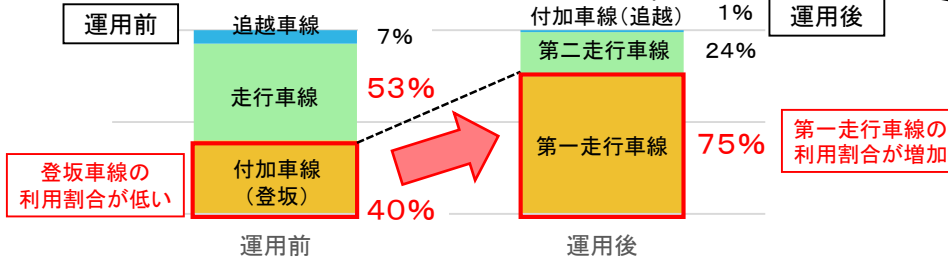 運用前
追越車線
7%
走行車線
53%
付加車線
(登坂)
40%
登坂車線の
利用割合が低い
運用前
付加車線(追越)
1%
運用後
第二走行車線
24%
第一走行車線
75%
第一走行車線の
利用割合が増加
運用後